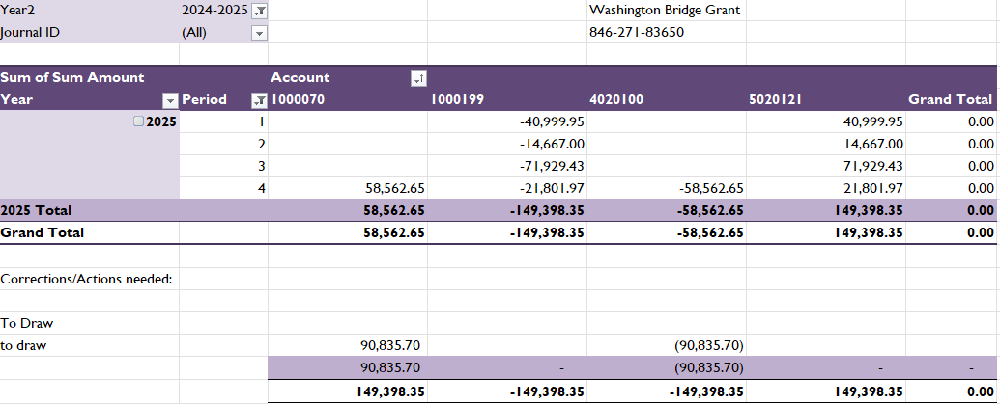 Year2 2024-2025 Washington Bridge Grant
Journal ID (All) 846-271-83650
Sum of Sum Amount Account
Year Period 1000070 1000199 4020100 5020121 Grand Total
2025 1 -40,999.95 40,999.95 0.00
2 -14,667.00 14,667.00 0.00
3 -71,929.43 71,929.43 0.00
4 58,562.65 -21,801.97 -58,562.65 21,801.97 0.00
2025 Total 58,562.65 -149,398.35 -58,562.65 149,398.35 0.00
Grand Total 58,562.65 -149,398.35 -58,562.65 149,398.35 0.00
Corrections/Actions needed:
To Draw
to draw 90,835.70 (90,835.70)
90,835.70 - (90,835.70) - -
149,398.35 -149,398.35 -149,398.35 149,398.35 0.00